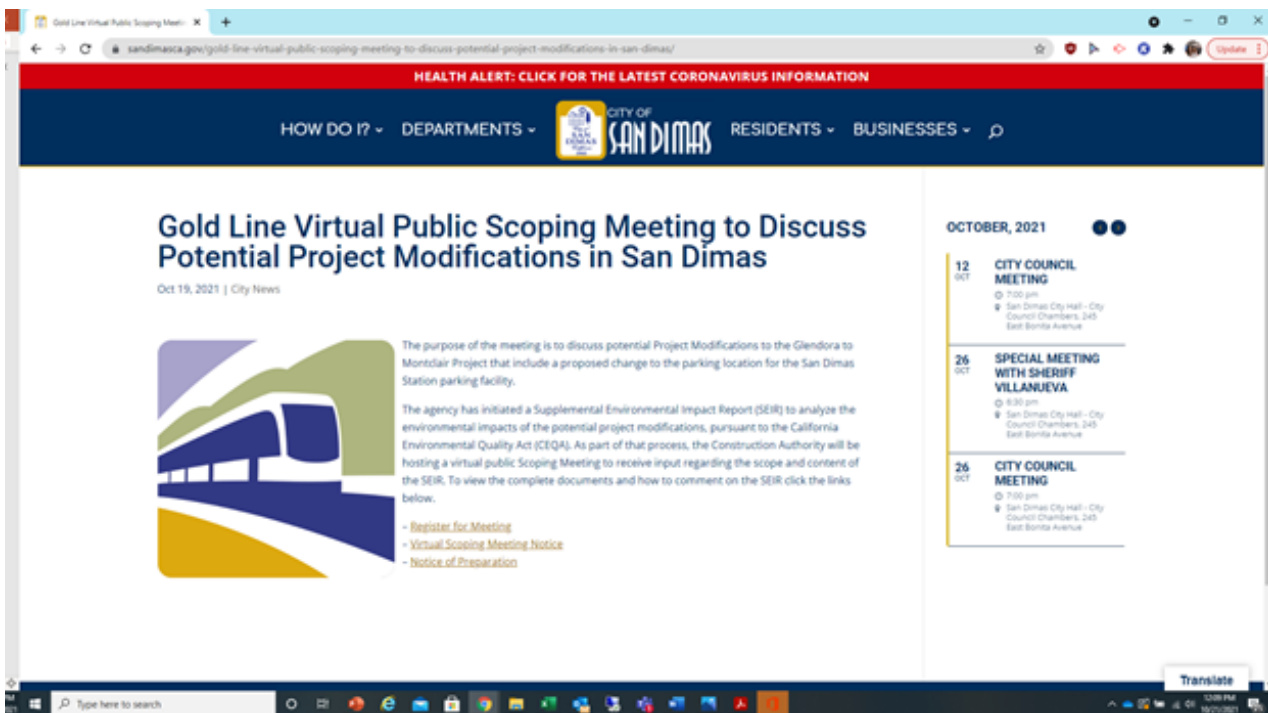 Gold Line Virtual Public Scoping Meeti
sandimasca.gov/gold-line-virtual-public-scoping-meeting-to-discuss-potential-project-modifications-in-san-dimas/
Update
HEALTH ALERT: CLICK FOR THE LATEST CORONAVIRUS INFORMATION
HOW DO I?
DEPARTMENTS
CITY OF
SAN DIMAS
RESIDENTS
BUSINESSES
Gold Line Virtual Public Scoping Meeting to Discuss
Potential Project Modifications in San Dimas
Oct 19, 2021 | City News
The purpose of the meeting is to discuss potential Project Modifications to the Glendora to
Montclair Project that include a proposed change to the parking location for the San Dimas
Station parking facility.
The agency has initiated a Supplemental Environmental Impact Report (SEIR) to analyze the
environmental impacts of the potential project modifications, pursuant to the California
Environmental Quality Act (CEQA). As part of that process, the Construction Authority will be
hosting a virtual public Scoping Meeting to receive input regarding the scope and content of
the SEIR. To view the complete documents and how to comment on the SEIR click the links
below.
– Register for Meeting
– Virtual Scoping Meeting Notice
– Notice of Preparation
OCTOBER, 2021
12
OCT
CITY COUNCIL
MEETING
7:00 pm
San Dimas City Hall - City
Council Chambers, 245
East Bonita Avenue
26
OCT
SPECIAL MEETING
WITH SHERIFF
VILLANUEVA
6:30 pm
San Dimas City Hall - City
Council Chambers, 245
East Bonita Avenue
26
OCT
CITY COUNCIL
MEETING
7:00 pm
San Dimas City Hall - City
Council Chambers, 245
East Bonita Avenue
Translate
Type here to search
12:09 PM
10/21/2021